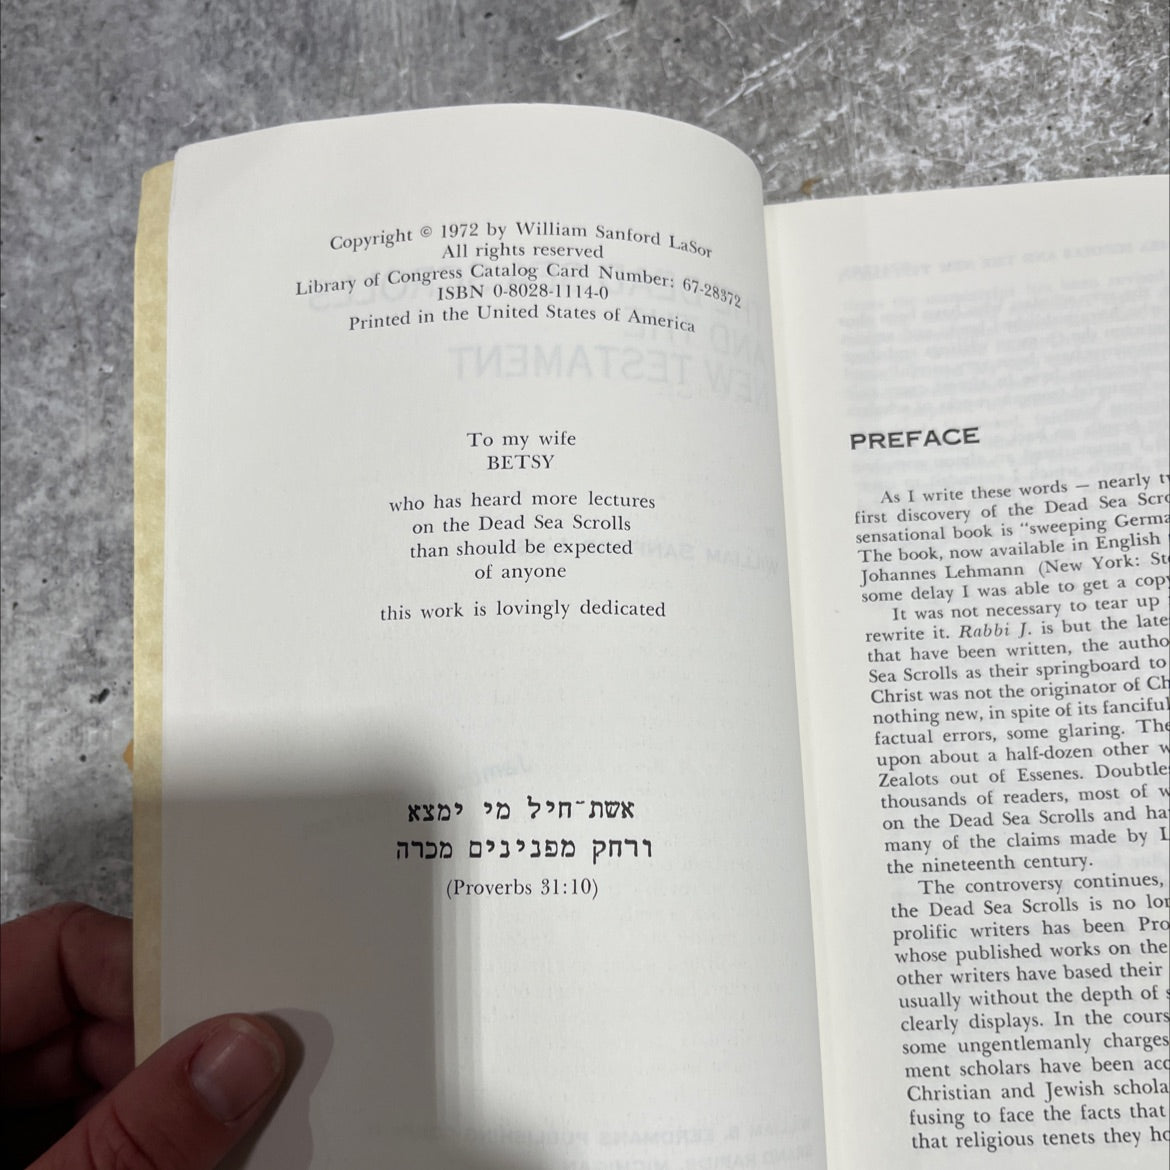 Copyright © 1972 by William Sanford LaSor
All rights reserved
Library of Congress Catalog Card Number: 67-28372
ISBN 0-8028-1114-0
Printed in the United States of America
To my wife
BETSY
who has heard more lectures
on the Dead Sea Scrolls
than should be expected
of anyone
this work is lovingly dedicated
אשת־חיל מי ימצא
ורחק מפנינים מכרה
(Proverbs 31:10)
PREFACE
As I write these words — nearly
first discovery of the Dead Sea
sensational book is "sweeping
The book, now available in English
Johannes Lehmann (New York:
some delay I was able to get a copy
It was not necessary to tear up
rewrite it. Rabbi J. is but the
that have been written, the
Sea Scrolls as their springboard to
Christ was not the originator of
nothing new, in spite of its
factual errors, some glaring.
upon about a half-dozen other
Zealots out of Essenes.
thousands of readers, most of
on the Dead Sea Scrolls and
many of the claims made by
the nineteenth century.
The controversy continues,
the Dead Sea Scrolls is no
prolific writers has been
whose published works on the
other writers have based their
usually without the depth of
clearly displays. In the
some ungentlemanly charges
ment scholars have been
Christian and Jewish
fusing to face the facts that
that religious tenets they